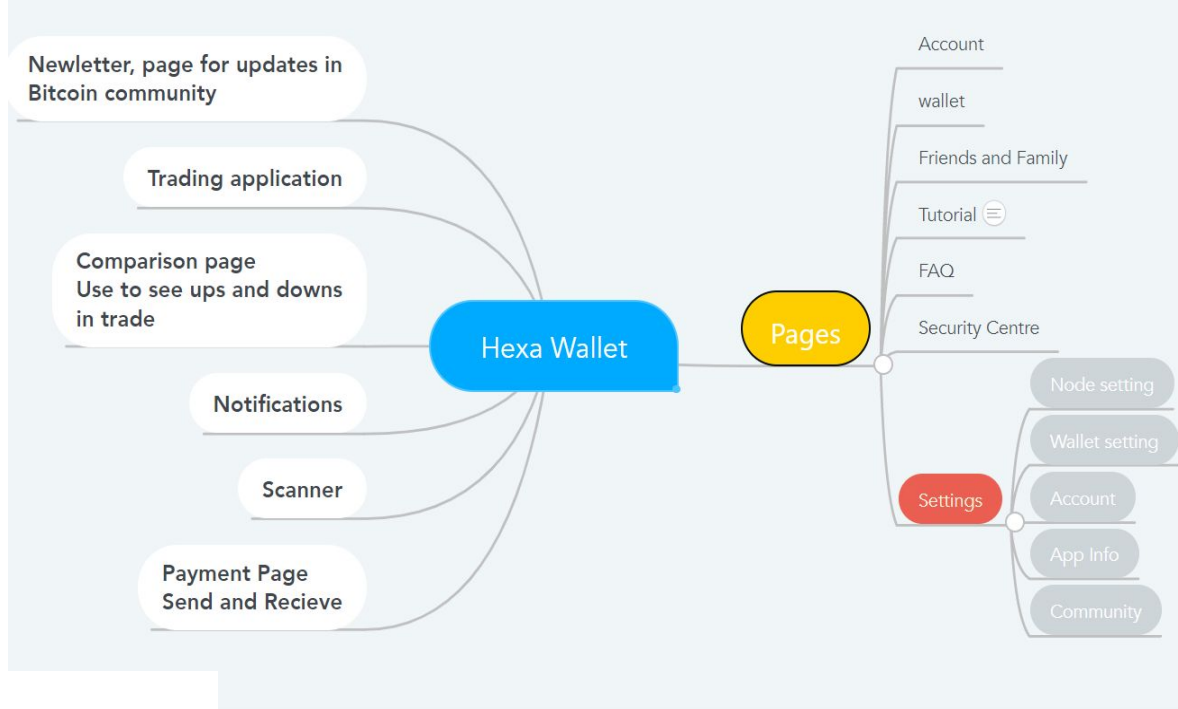 Newletter, page for updates in
Bitcoin community
Trading application
Comparison page
Use to see ups and downs
in trade
Notifications
Scanner
Payment Page
Send and Recieve
Hexa Wallet
Pages
Account
wallet
Friends and Family
Tutorial
FAQ
Security Centre
Settings
Node setting
Wallet setting
Account
App Info
Community